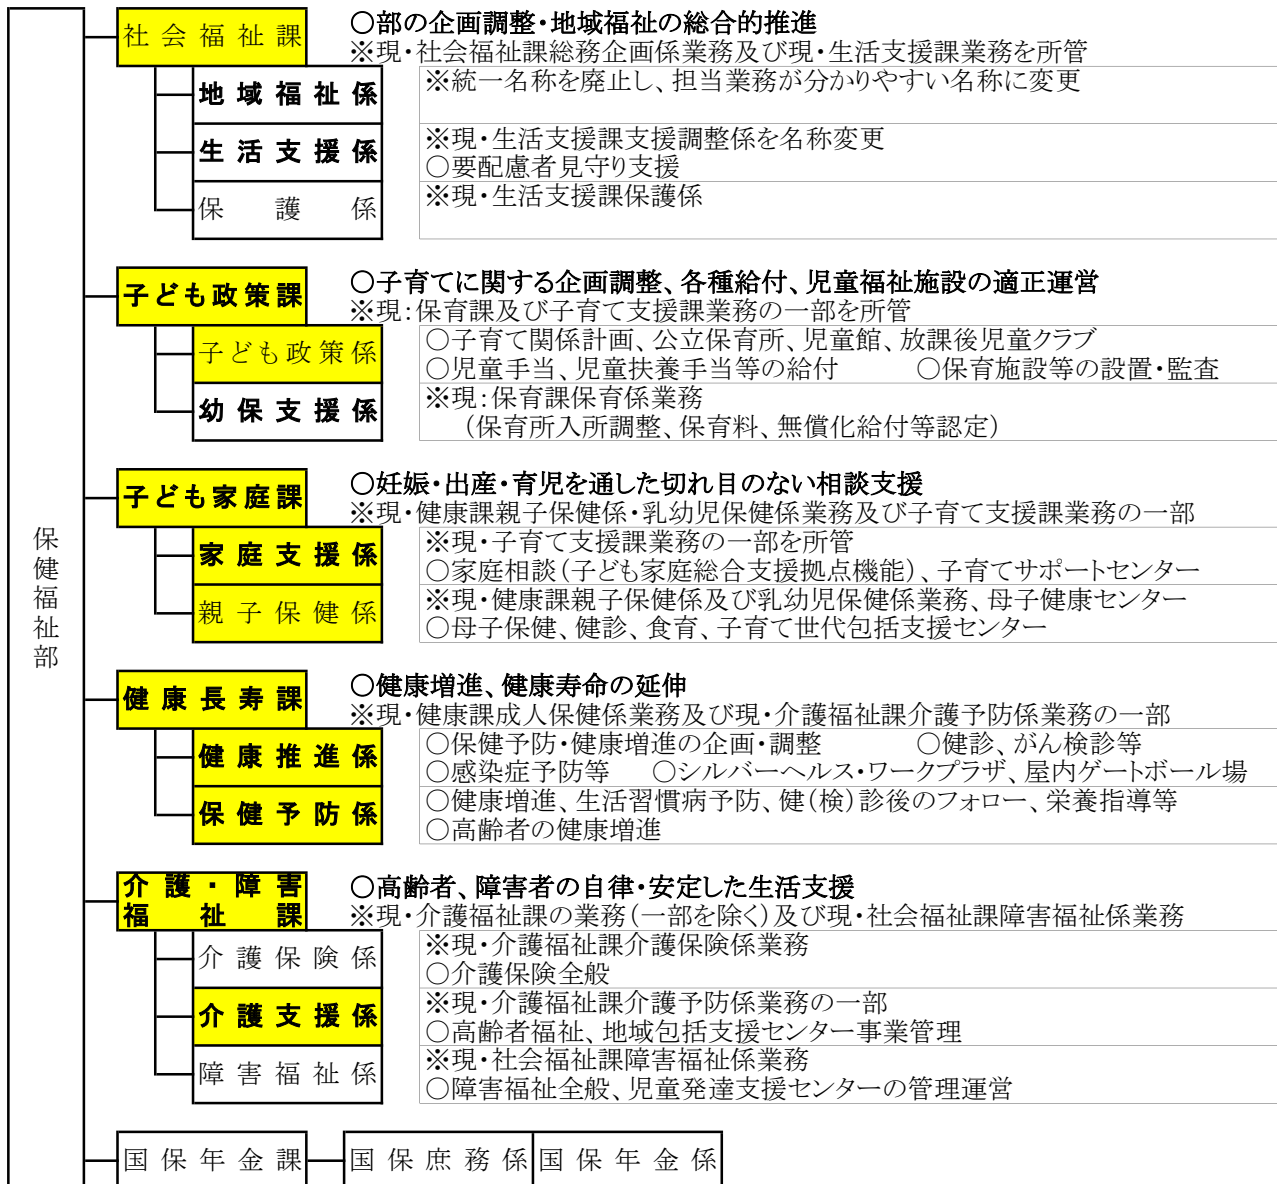 保健福祉部
社会福祉課
○部の企画調整・地域福祉の総合的推進
※現・社会福祉課総務企画係業務及び現・生活支援課業務を所管
地域福祉係
※統一名称を廃止し、担当業務が分かりやすい名称に変更
生活支援係
※現・生活支援課支援調整係を名称変更
○要配慮者見守り支援
保護係
※現・生活支援課保護係
子ども政策課
○子育てに関する企画調整、各種給付、児童福祉施設の適正運営
※現:保育課及び子育て支援課業務の一部を所管
子ども政策係
○子育て関係計画、公立保育所、児童館、放課後児童クラブ
○児童手当、児童扶養手当等の給付 ○保育施設等の設置・監査
幼保支援係
※現:保育課保育係業務
(保育所入所調整、保育料、無償化給付等認定)
子ども家庭課
○妊娠・出産・育児を通した切れ目のない相談支援
※現・健康課親子保健係・乳幼児保健係業務及び子育て支援課業務の一部
家庭支援係
※現・子育て支援課業務の一部を所管
○家庭相談(子ども家庭総合支援拠点機能)、子育てサポートセンター
親子保健係
※現・健康課親子保健係及び乳幼児保健係業務、母子健康センター
○母子保健、健診、食育、子育て世代包括支援センター
健康長寿課
○健康増進、健康寿命の延伸
※現・健康課成人保健係業務及び現・介護福祉課介護予防係業務の一部
健康推進係
○保健予防・健康増進の企画・調整 ○健診、がん検診等
○感染症予防等 ○シルバーヘルス・ワークプラザ、屋内ゲートボール場
保健予防係
○健康増進、生活習慣病予防、健(検)診後のフォロー、栄養指導等
○高齢者の健康増進
介護・障害
福祉課
○高齢者、障害者の自律・安定した生活支援
※現・介護福祉課の業務(一部を除く)及び現・社会福祉課障害福祉係業務
介護保険係
※現・介護福祉課介護保険係業務
○介護保険全般
介護支援係
※現・介護福祉課介護予防係業務の一部
○高齢者福祉、地域包括支援センター事業管理
障害福祉係
※現・社会福祉課障害福祉係業務
○障害福祉全般、児童発達支援センターの管理運営
国保年金課 国保庶務係 国保年金係